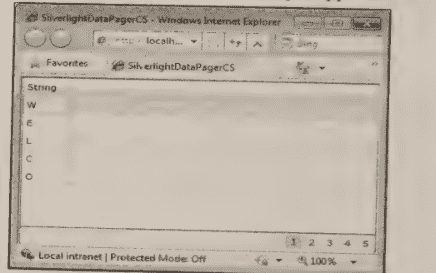 SilverlightDataPagerCS - Windows Internet Explorer
localh...
Favorites SilverlightDataPagerCS
String
W
E
L
C
O
1 2 3 4 5
Local intranet | Protected Mode: Off 100%